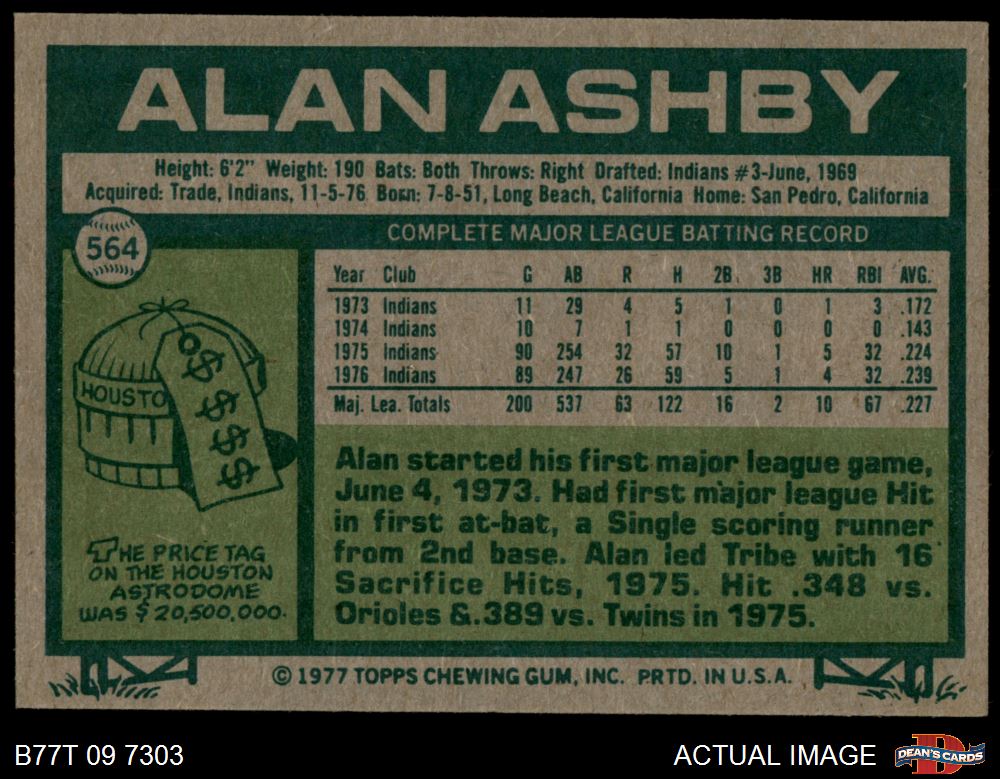 ALAN ASHBY
Height: 6'2" Weight: 190 Bats: Both Throws: Right Drafted: Indians #3-June, 1969
Acquired: Trade, Indians, 11-5-76 Born: 7-8-51, Long Beach, California Home: San Pedro, California
564
COMPLETE MAJOR LEAGUE BATTING RECORD
Year Club G AB R H 2B 3B HR RBI AVG.
1973 Indians 11 29 4 5 1 0 1 3 .172
1974 Indians 10 7 1 1 0 0 0 0 .143
1975 Indians 90 254 32 57 10 1 5 32 .224
1976 Indians 89 247 26 59 5 1 4 32 .239
Maj. Lea. Totals 200 537 63 122 16 2 10 67 .227
HOUSTO
$$$$
THE PRICE TAG
ON THE HOUSTON
ASTRODOME
WAS $20,500,000.
Alan started his first major league game,
June 4, 1973. Had first major league Hit
in first at-bat, a Single scoring runner
from 2nd base. Alan led Tribe with 16
Sacrifice Hits, 1975. Hit .348 vs.
Orioles &.389 vs. Twins in 1975.
© 1977 TOPPS CHEWING GUM, INC. PRTD. IN U.S.A.
B77T 09 7303
ACTUAL IMAGE
DEAN'S CARDS